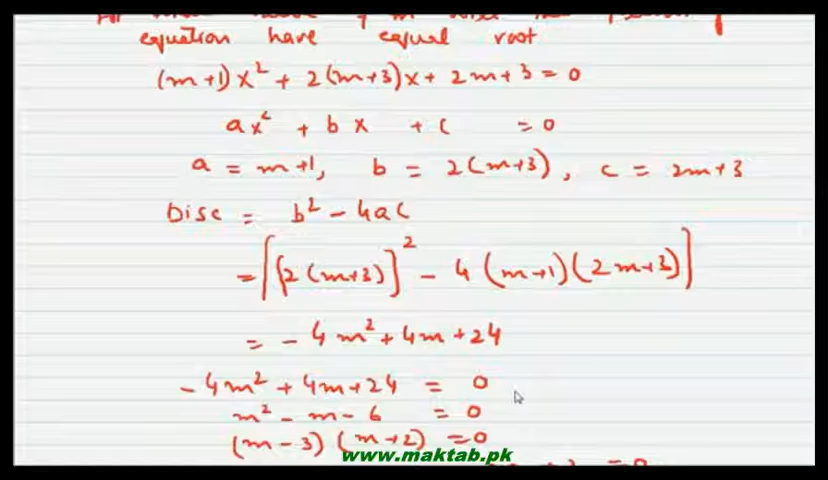 equation have equal root
(m+1)x² + 2(m+3)x + 2m+3 = 0
ax² + bx + c = 0
a = m+1, b = 2(m+3), c = 2m+3
Disc = b² - 4ac
= [(2(m+3)]² - 4(m+1)(2m+3)]
= - 4m² + 4m + 24
- 4m² + 4m + 24 = 0
m² - m - 6 = 0
(m-3)(m+2) = 0
www.maktab.pk
= 0